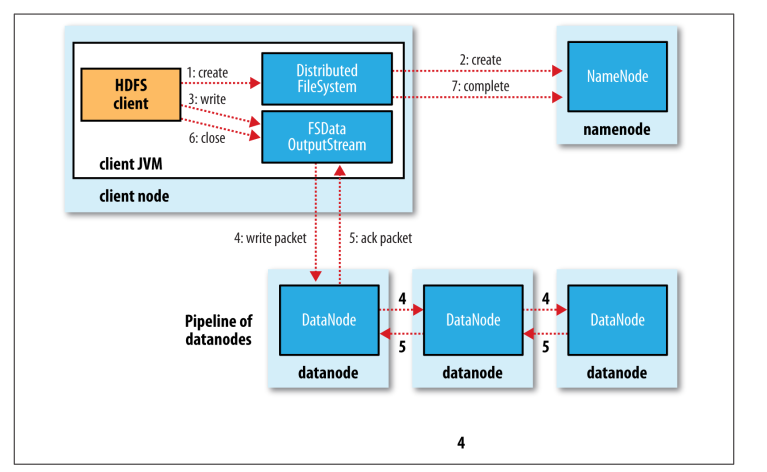 HDFS
client
1: create
3: write
6: close
Distributed
FileSystem
FSData
OutputStream
client JVM
client node
2: create
7: complete
NameNode
namenode
4: write packet
5: ack packet
Pipeline of
datanodes
DataNode
datanode
4
5
DataNode
datanode
4
5
DataNode
datanode
4